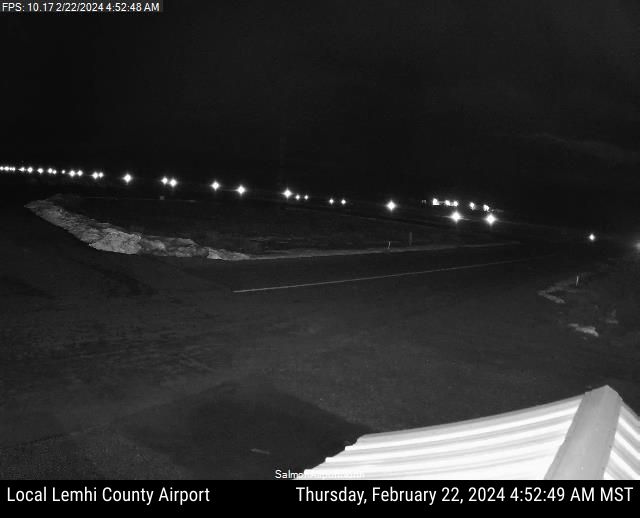 FPS: 10.17 2/22/2024 4:52:48 AM
Local Lemhi County Airport
Thursday, February 22, 2024 4:52:49 AM MST